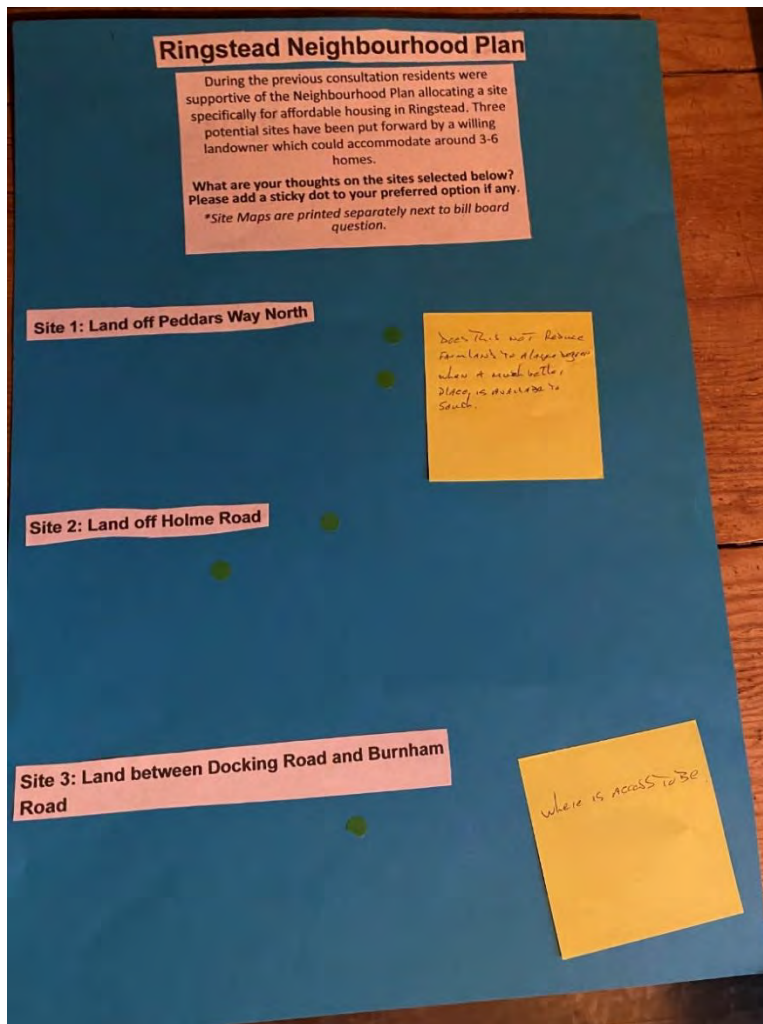 Ringstead Neighbourhood Plan
During the previous consultation residents were
supportive of the Neighbourhood Plan allocating a site
specifically for affordable housing in Ringstead. Three
potential sites have been put forward by a willing
landowner which could accommodate around 3-6
homes.
What are your thoughts on the sites selected below?
Please add a sticky dot to your preferred option if any.
*Site Maps are printed separately next to bill board
question.
Site 1: Land off Peddars Way North
Does This not Reduce
Farmland to a large degree
when a much better
place is available to
South.
Site 2: Land off Holme Road
Site 3: Land between Docking Road and Burnham
Road
where is ACCESS TO BE.